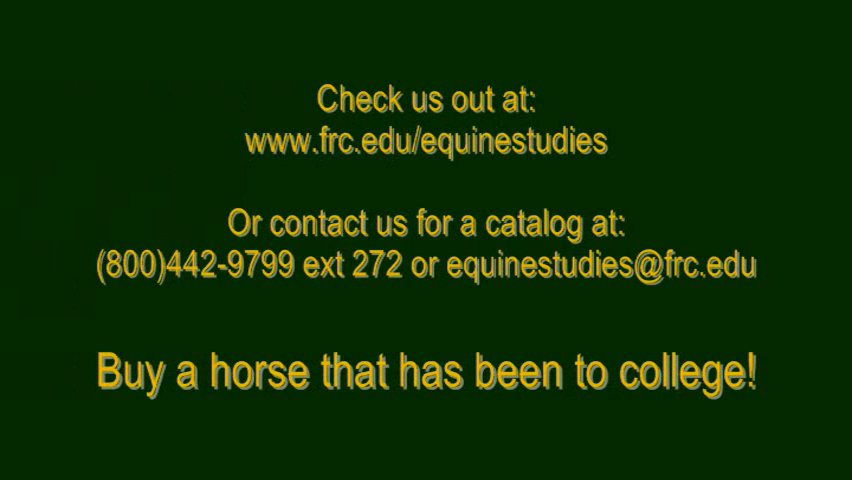 Check us out at:
www.frc.edu/equinestudies
Or contact us for a catalog at:
(800)442-9799 ext 272 or equinestudies@frc.edu
Buy a horse that has been to college!